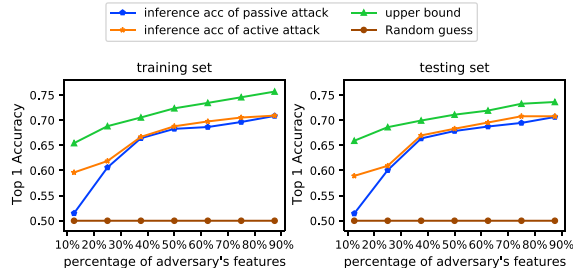 inference acc of passive attack
inference acc of active attack
upper bound
Random guess
training set
Top 1 Accuracy
0.75
0.70
0.65
0.60
0.55
0.50
10% 20% 30% 40% 50% 60% 70% 80% 90%
percentage of adversary's features
testing set
Top 1 Accuracy
0.75
0.70
0.65
0.60
0.55
0.50
10% 20% 30% 40% 50% 60% 70% 80% 90%
percentage of adversary's features